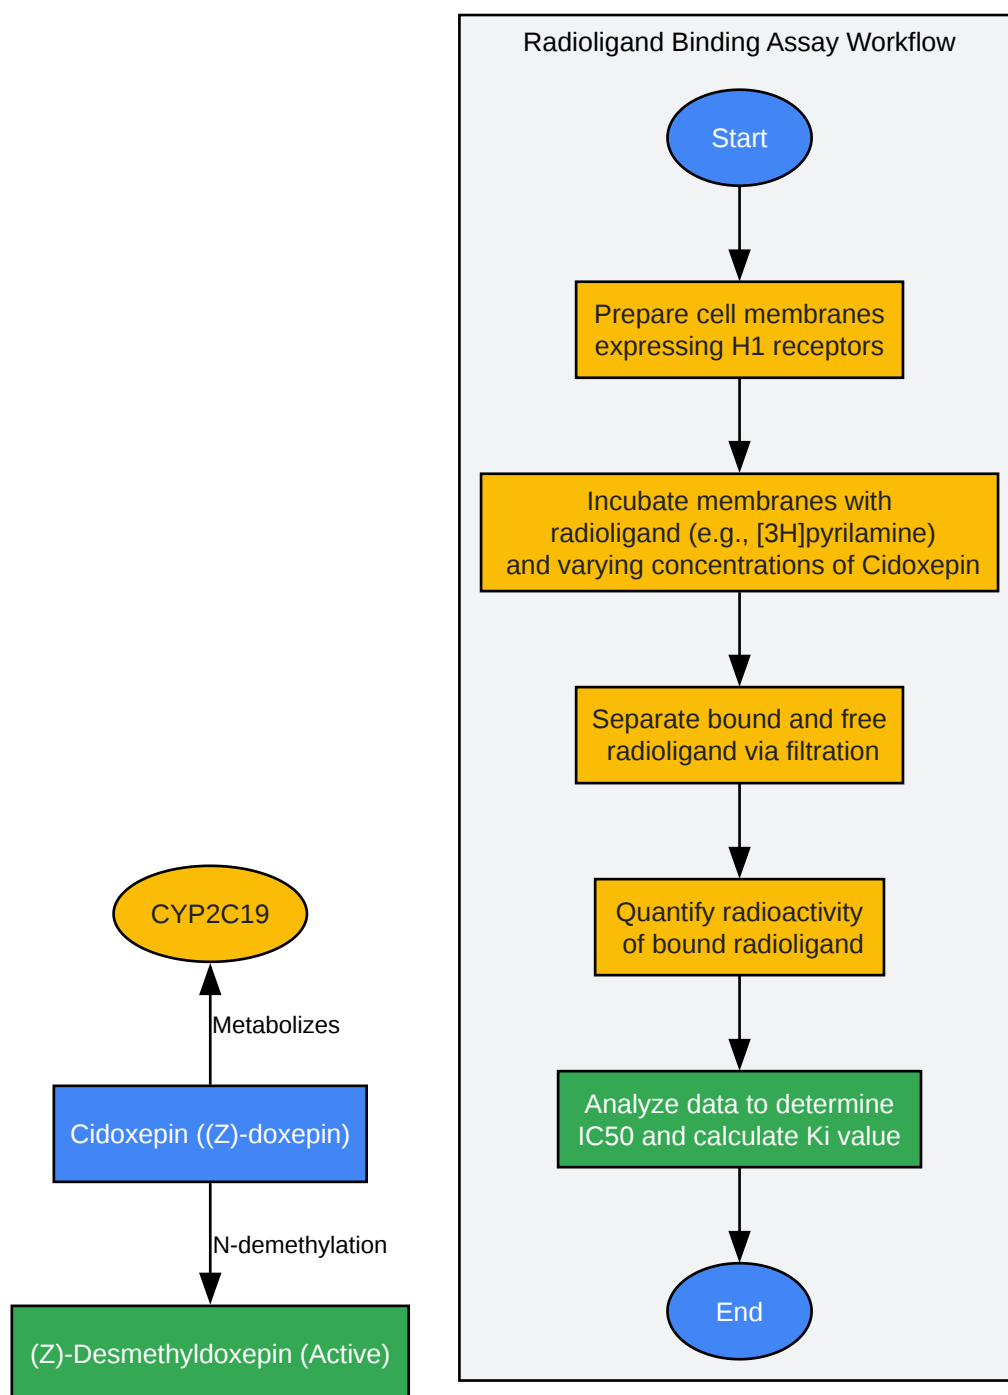 Radioligand Binding Assay Workflow
Start
Prepare cell membranes
expressing H1 receptors
Incubate membranes with
radioligand (e.g., [3H]pyrilamine)
and varying concentrations of Cidoxepin
Separate bound and free
radioligand via filtration
Quantify radioactivity
of bound radioligand
Analyze data to determine
IC50 and calculate Ki value
End
CYP2C19
Metabolizes
Cidoxepin ((Z)-doxepin)
N-demethylation
(Z)-Desmethyldoxepin (Active)